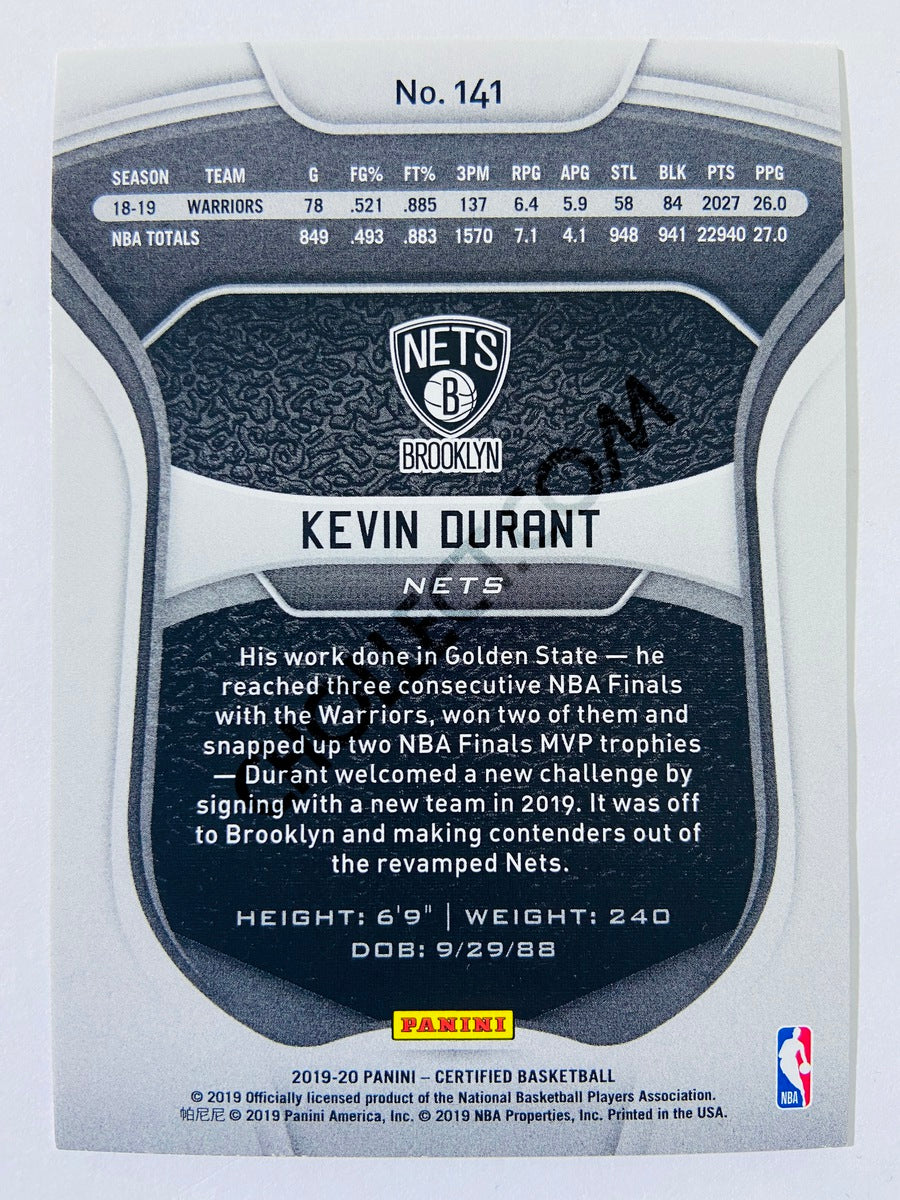 No. 141
SEASON TEAM G FG% FT% 3PM RPG APG STL BLK PTS PPG
18-19 WARRIORS 78 .521 .885 137 6.4 5.9 58 84 2027 26.0
NBA TOTALS 849 .493 .883 1570 7.1 4.1 948 941 22940 27.0
NETS
B
BROOKLYN
KEVIN DURANT
NETS
His work done in Golden State — he
reached three consecutive NBA Finals
with the Warriors, won two of them and
snapped up two NBA Finals MVP trophies
— Durant welcomed a new challenge by
signing with a new team in 2019. It was off
to Brooklyn and making contenders out of
the revamped Nets.
HEIGHT: 6'9" | WEIGHT: 240
DOB: 9/29/88
PANINI
2019-20 PANINI – CERTIFIED BASKETBALL
© 2019 Officially licensed product of the National Basketball Players Association.
帕尼尼 © 2019 Panini America, Inc. © 2019 NBA Properties, Inc. Printed in the USA.
NBA
CHOLLECT.COM